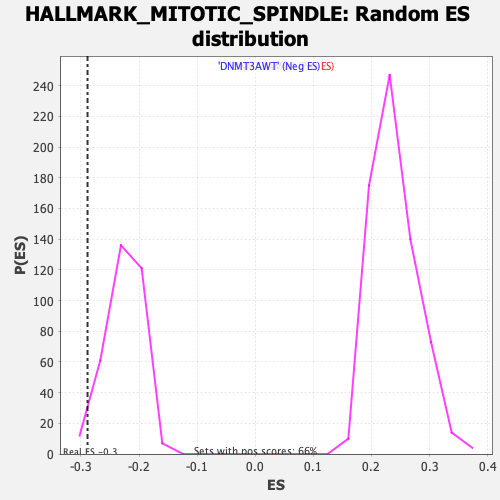 HALLMARK_MITOTIC_SPINDLE: Random ES
distribution
'DNMT3AWT' (Neg ES)ES)
P(ES)
240
220
200
180
160
140
120
100
80
60
40
20
0
Real ES -0.3
Sets with pos scores: 66%
-0.3 -0.2 -0.1 0.0 0.1 0.2 0.3 0.4
ES